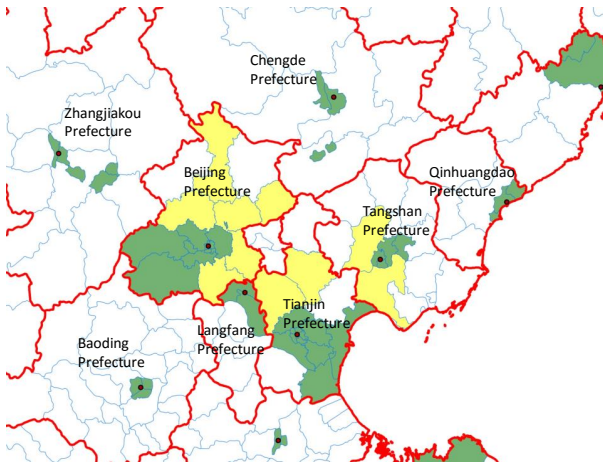 Chengde
Prefecture
Zhangjiakou
Prefecture
Beijing
Prefecture
Qinhuangdao
Prefecture
Tangshan
Prefecture
Tianjin
Prefecture
Langfang
Prefecture
Baoding
Prefecture